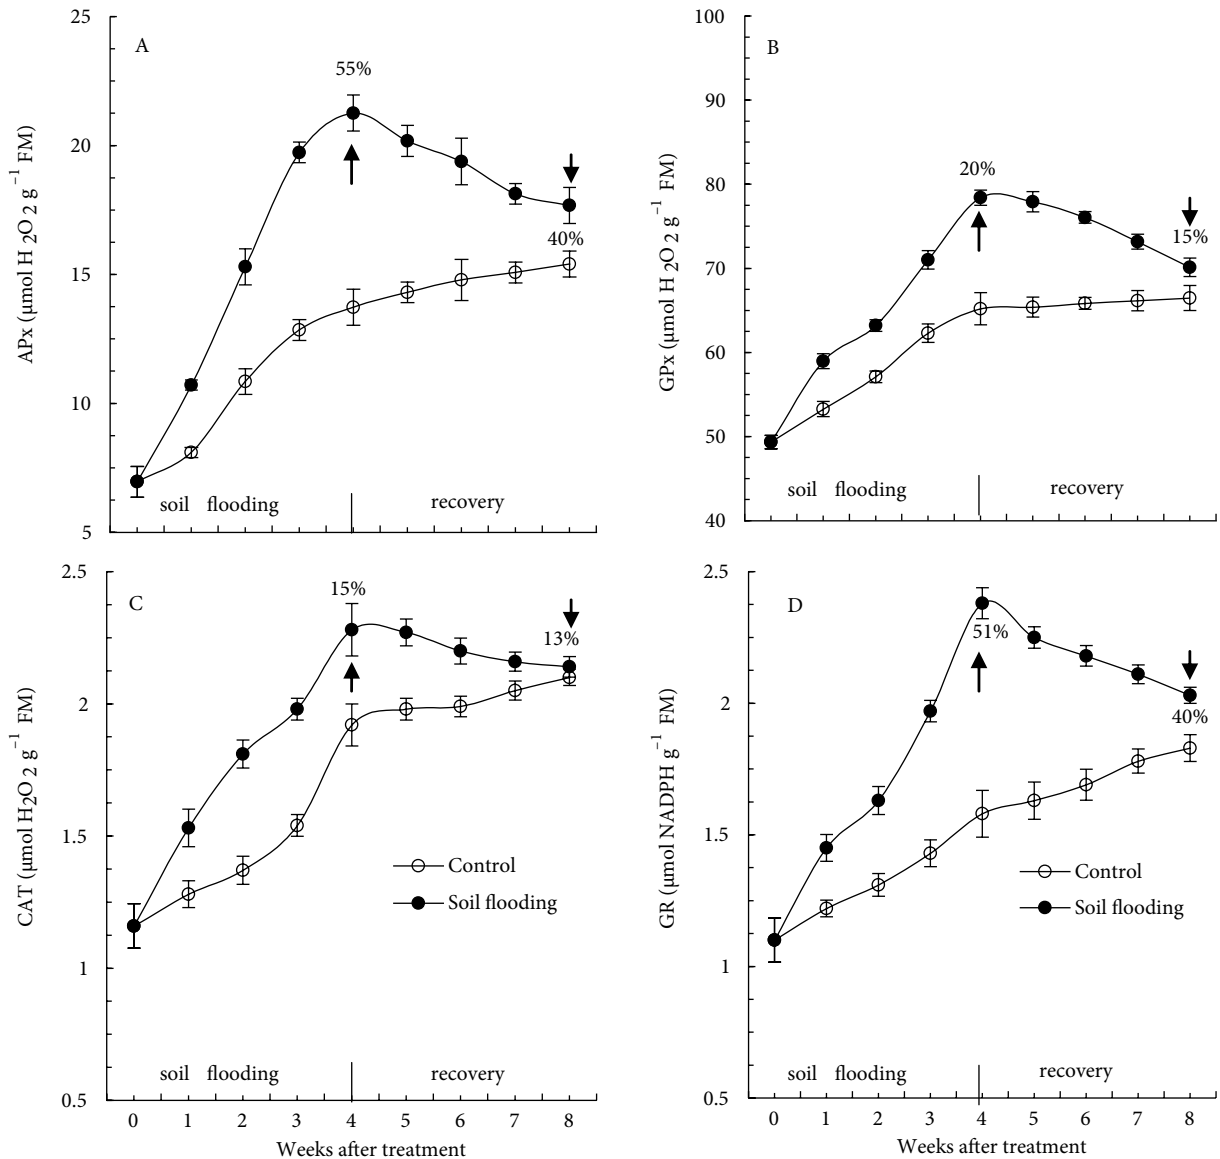 A
APx (μmol H2O2 g−1 FM)
25
20
15
10
5
55%
40%
soil flooding
recovery
B
GPx (μmol H2O2 g−1 FM)
100
90
80
70
60
50
40
20%
15%
soil flooding
recovery
C
CAT (μmol H2O2 g−1 FM)
2.5
2
1.5
1
0.5
15%
13%
Control
Soil flooding
soil flooding
recovery
0 1 2 3 4 5 6 7 8
Weeks after treatment
D
GR (μmol NADPH g−1 FM)
2.5
2
1.5
1
0.5
51%
40%
Control
Soil flooding
soil flooding
recovery
0 1 2 3 4 5 6 7 8
Weeks after treatment